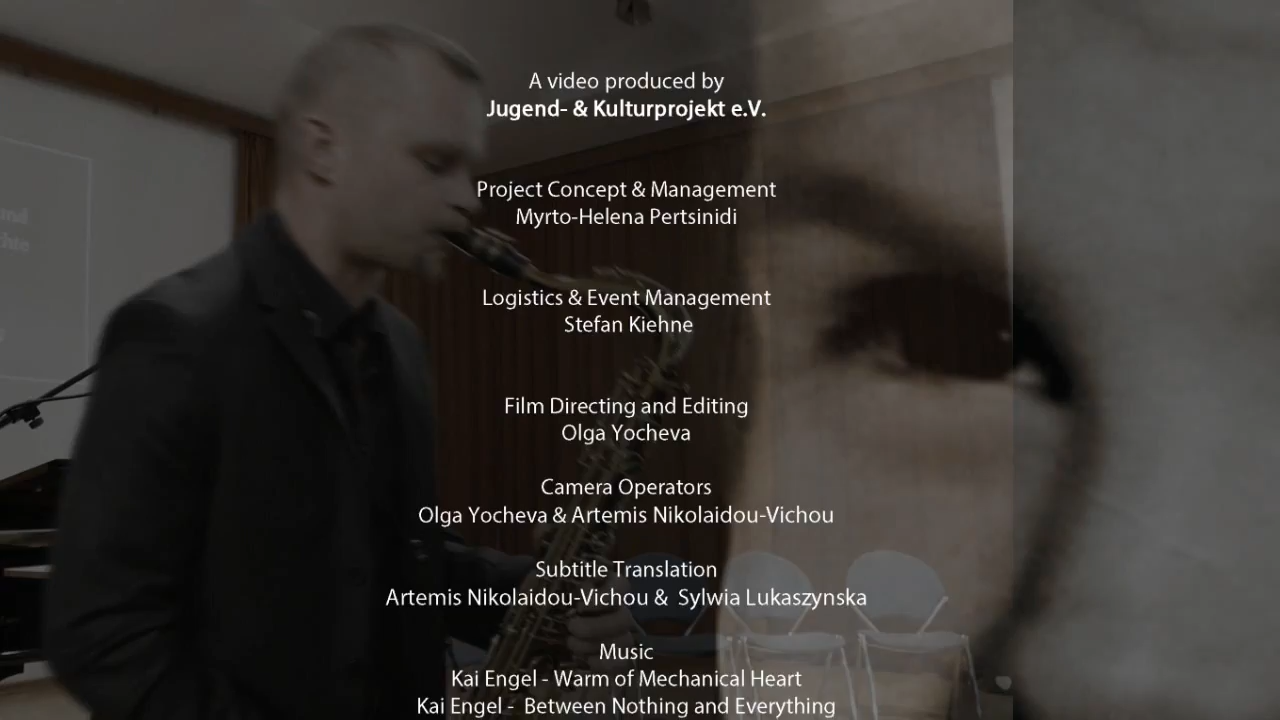 A video produced by
Jugend- & Kulturprojekt e.V.
Project Concept & Management
Myrto-Helena Pertsinidi
Logistics & Event Management
Stefan Kiehne
Film Directing and Editing
Olga Yocheva
Camera Operators
Olga Yocheva & Artemis Nikolaidou-Vichou
Subtitle Translation
Artemis Nikolaidou-Vichou & Sylwia Lukaszynska
Music
Kai Engel - Warm of Mechanical Heart
Kai Engel - Between Nothing and Everything